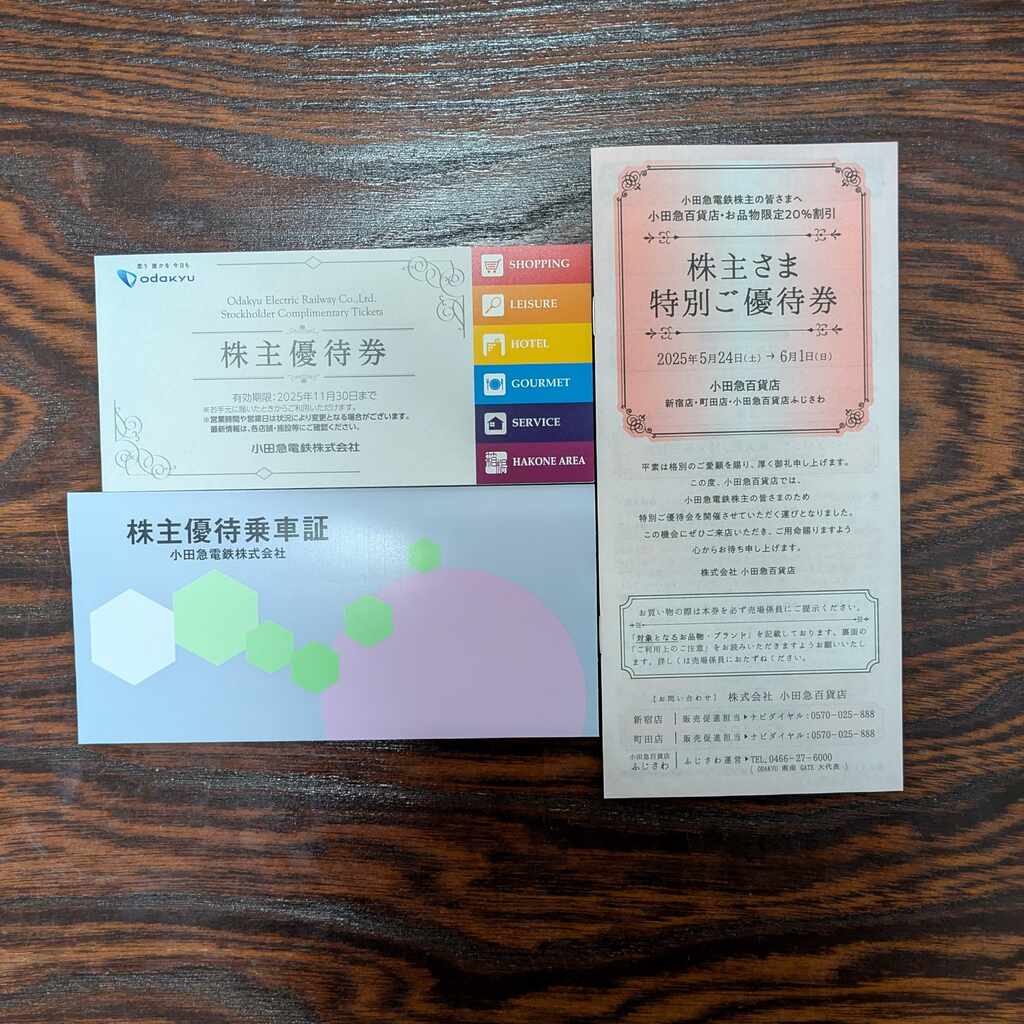 思う 誰かを 今日も
odakyu
Odakyu Electric Railway Co.,Ltd.
Stockholder Complimentary Tickets
株主優待券
有効期限：2025年11月30日まで
※お手元に届いたときからご利用いただけます。
※営業時間や営業日は状況により変更となる場合がございます。
最新情報は、各店舗・施設等にご確認ください。
小田急電鉄株式会社
SHOPPING
LEISURE
HOTEL
GOURMET
SERVICE
箱根
HAKONE AREA
株主優待乗車証
小田急電鉄株式会社
小田急電鉄株主の皆さまへ
小田急百貨店・お品物限定20%割引
株主さま
特別ご優待券
2025年5月24日(土) → 6月1日(日)
小田急百貨店
新宿店・町田店・小田急百貨店ふじさわ
平素は格別のご愛顧を賜り、厚く御礼申し上げます。
この度、小田急百貨店では、
小田急電鉄株主の皆さまのため
特別ご優待会を開催させていただく運びとなりました。
この機会にぜひご来店いただき、ご用命賜りますよう
心からお待ち申し上げます。
株式会社 小田急百貨店
お買い物の際は本券を必ず売場係員にご提示ください。
「対象となるお品物・ブランド」を記載しております、裏面の
「ご利用上のご注意」をお読みいただきますようお願いいたし
ます。詳しくは売場係員におたずねください。
【お問い合わせ】 株式会社 小田急百貨店
新宿店 販売促進担当▶ナビダイヤル：0570-025-888
町田店 販売促進担当▶ナビダイヤル：0570-025-888
小田急百貨店
ふじさわ ふじさわ運営▶TEL.0466-27-6000
( ODAKYU 湘南 GATE 大代表 )